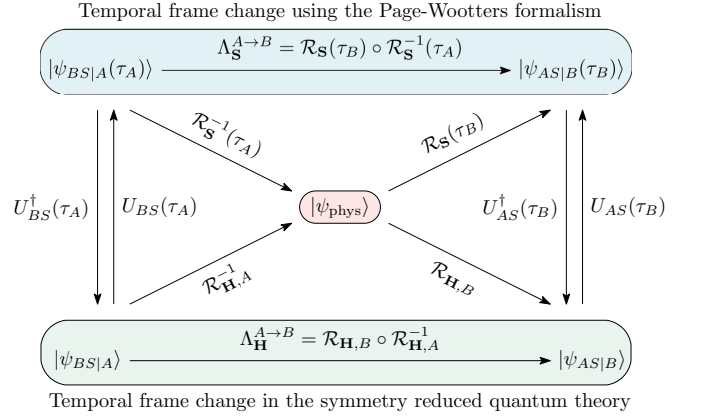 Temporal frame change using the Page-Wootters formalism
Λ_𝐒^{A→B} = ℛ_𝐒(τ_B) ∘ ℛ_𝐒^{-1}(τ_A)
|ψ_{BS|A}(τ_A)⟩ |ψ_{AS|B}(τ_B)⟩
ℛ_𝐒^{-1}(τ_A) ℛ_𝐒(τ_B)
U_{BS}^†(τ_A) U_{BS}(τ_A) |ψ_{phys}⟩ U_{AS}^†(τ_B) U_{AS}(τ_B)
ℛ_{𝐇,A}^{-1} ℛ_{𝐇,B}
Λ_𝐇^{A→B} = ℛ_{𝐇,B} ∘ ℛ_{𝐇,A}^{-1}
|ψ_{BS|A}⟩ |ψ_{AS|B}⟩
Temporal frame change in the symmetry reduced quantum theory